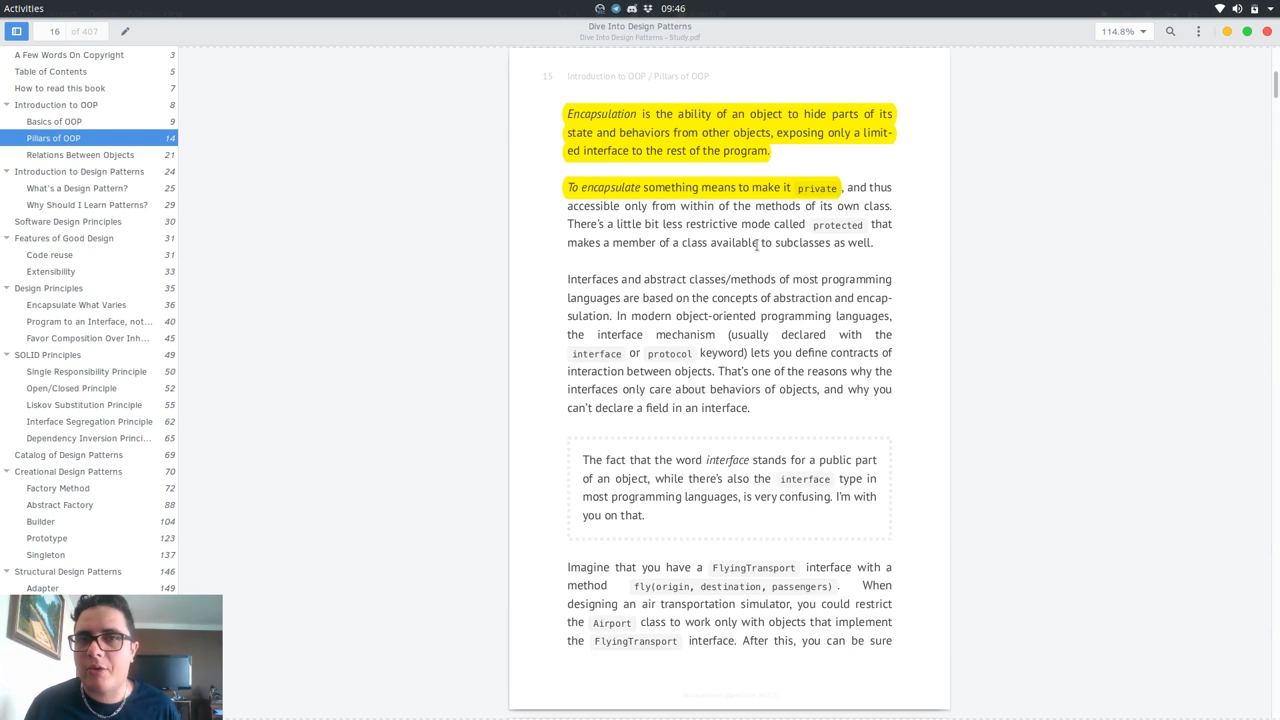 Activities
09:46
16 of 407
Dive Into Design Patterns
Dive Into Design Patterns - Study.pdf
114.8%
A Few Words On Copyright 3
Table of Contents 5
How to read this book 7
Introduction to OOP 8
Basics of OOP 9
Pillars of OOP 14
Relations Between Objects 21
Introduction to Design Patterns 24
What's a Design Pattern? 25
Why Should I Learn Patterns? 29
Software Design Principles 30
Features of Good Design 31
Code reuse 31
Extensibility 33
Design Principles 35
Encapsulate What Varies 36
Program to an Interface, not... 40
Favor Composition Over Inh... 45
SOLID Principles 49
Single Responsibility Principle 50
Open/Closed Principle 52
Liskov Substitution Principle 55
Interface Segregation Principle 62
Dependency Inversion Princi... 65
Catalog of Design Patterns 69
Creational Design Patterns 70
Factory Method 72
Abstract Factory 88
Builder 104
Prototype 123
Singleton 137
Structural Design Patterns 146
Adapter 149
15 Introduction to OOP / Pillars of OOP
Encapsulation is the ability of an object to hide parts of its
state and behaviors from other objects, exposing only a limit-
ed interface to the rest of the program.
To encapsulate something means to make it private, and thus
accessible only from within of the methods of its own class.
There's a little bit less restrictive mode called protected that
makes a member of a class available to subclasses as well.
Interfaces and abstract classes/methods of most programming
languages are based on the concepts of abstraction and encap-
sulation. In modern object-oriented programming languages,
the interface mechanism (usually declared with the
interface or protocol keyword) lets you define contracts of
interaction between objects. That's one of the reasons why the
interfaces only care about behaviors of objects, and why you
can't declare a field in an interface.
The fact that the word interface stands for a public part
of an object, while there's also the interface type in
most programming languages, is very confusing. I'm with
you on that.
Imagine that you have a FlyingTransport interface with a
method fly(origin, destination, passengers). When
designing an air transportation simulator, you could restrict
the Airport class to work only with objects that implement
the FlyingTransport interface. After this, you can be sure